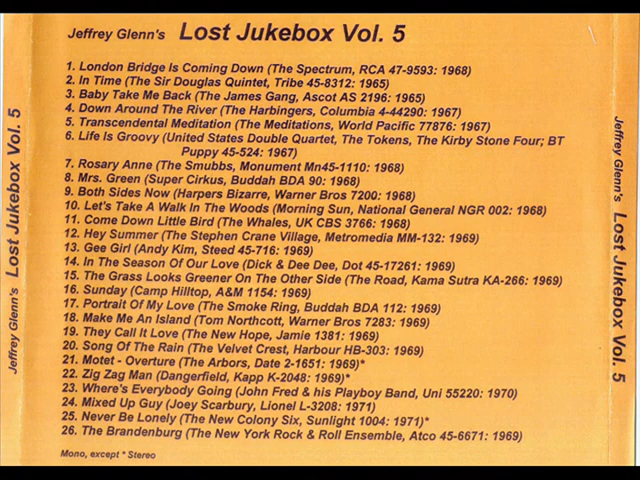 Jeffrey Glenn's Lost Jukebox Vol. 5
1. London Bridge Is Coming Down (The Spectrum, RCA 47-9593: 1968)
2. In Time (The Sir Douglas Quintet, Tribe 45-8312: 1965)
3. Baby Take Me Back (The James Gang, Ascot AS 2196: 1965)
4. Down Around The River (The Harbingers, Columbia 4-44290: 1967)
5. Transcendental Meditation (The Meditations, World Pacific 77876: 1967)
6. Life Is Groovy (United States Double Quartet, The Tokens, The Kirby Stone Four; BT
Puppy 45-524: 1967)
7. Rosary Anne (The Smubbs, Monument Mn45-1110: 1968)
8. Mrs. Green (Super Cirkus, Buddah BDA 90: 1968)
9. Both Sides Now (Harpers Bizarre, Warner Bros 7200: 1968)
10. Let's Take A Walk In The Woods (Morning Sun, National General NGR 002: 1968)
11. Come Down Little Bird (The Whales, UK CBS 3766: 1968)
12. Hey Summer (The Stephen Crane Village, Metromedia MM-132: 1969)
13. Gee Girl (Andy Kim, Steed 45-716: 1969)
14. In The Season Of Our Love (Dick & Dee Dee, Dot 45-17261: 1969)
15. The Grass Looks Greener On The Other Side (The Road, Kama Sutra KA-266: 1969)
16. Sunday (Camp Hilltop, A&M 1154: 1969)
17. Portrait Of My Love (The Smoke Ring, Buddah BDA 112: 1969)
18. Make Me An Island (Tom Northcott, Warner Bros 7283: 1969)
19. They Call It Love (The New Hope, Jamie 1381: 1969)
20. Song Of The Rain (The Velvet Crest, Harbour HB-303: 1969)
21. Motet - Overture (The Arbors, Date 2-1651: 1969)*
22. Zig Zag Man (Dangerfield, Kapp K-2048: 1969)*
23. Where's Everybody Going (John Fred & his Playboy Band, Uni 55220: 1970)
24. Mixed Up Guy (Joey Scarbury, Lionel L-3208: 1971)
25. Never Be Lonely (The New Colony Six, Sunlight 1004: 1971)*
26. The Brandenburg (The New York Rock & Roll Ensemble, Atco 45-6671: 1969)
Mono, except * Stereo
Jeffrey Glenn's Lost Jukebox Vol. 5
Jeffrey Glenn's Lost Jukebox Vol. 5